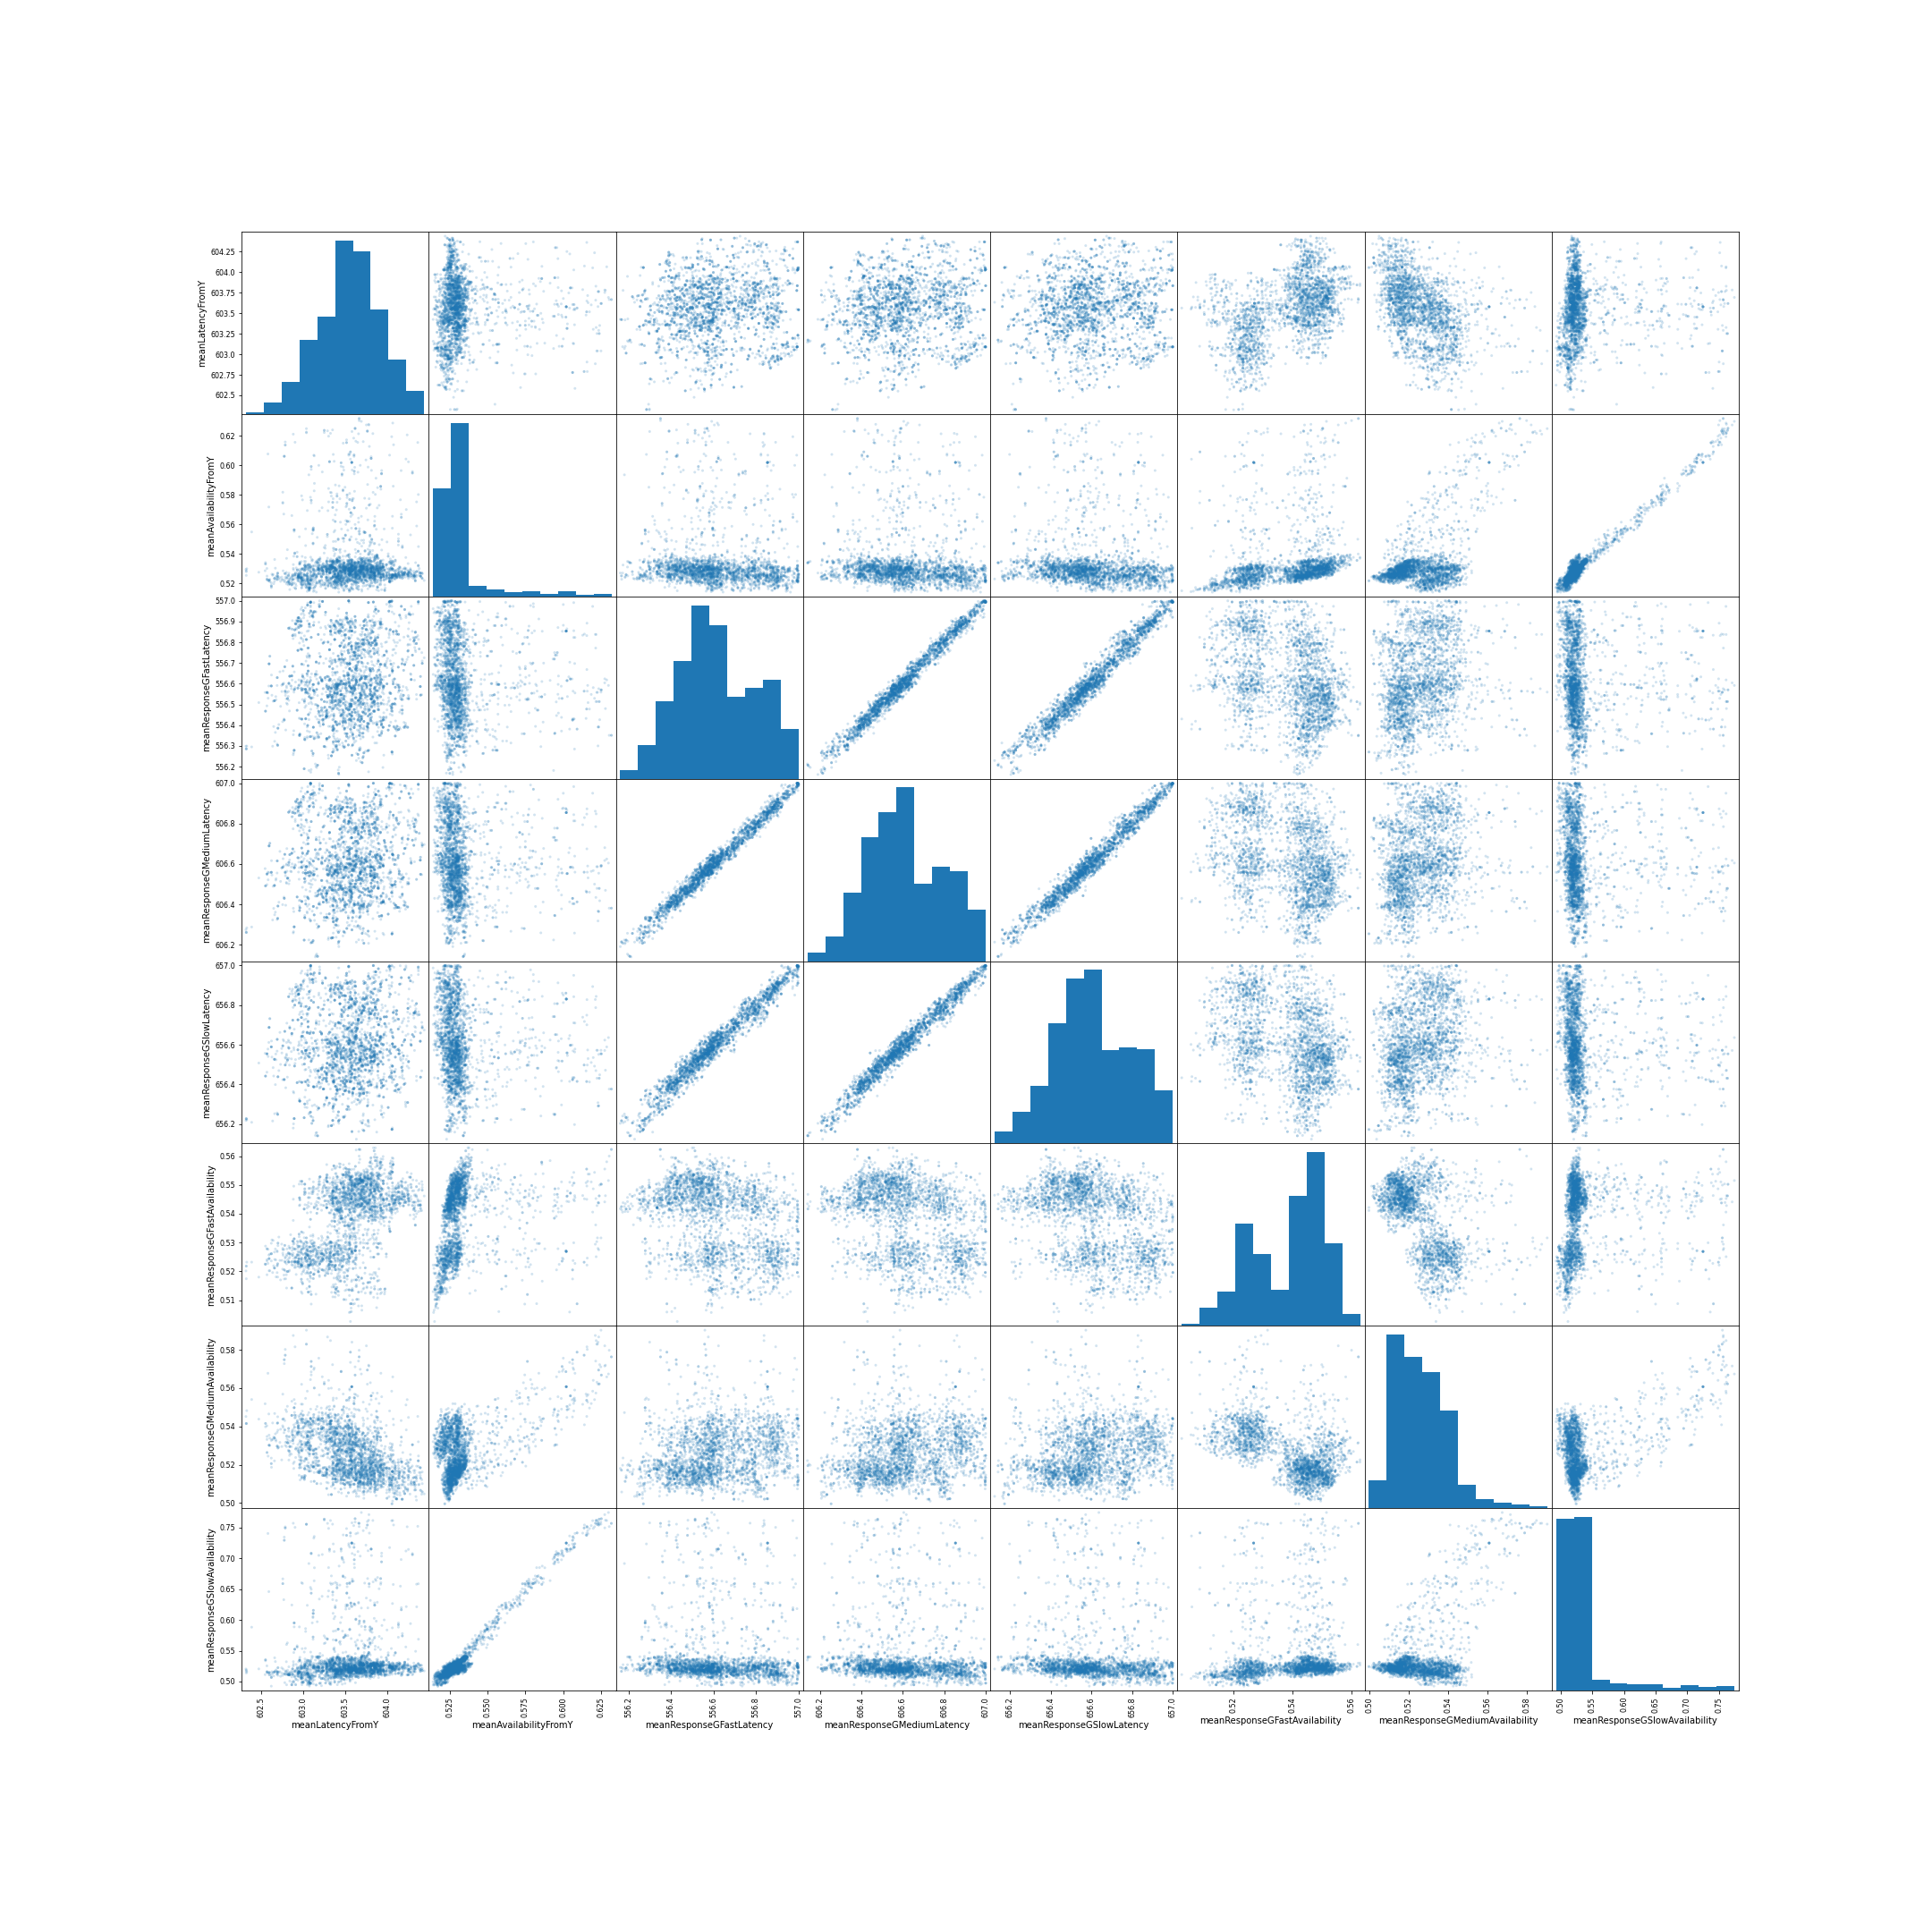 meanLatencyFromY
604.25
604.0
603.75
603.5
603.25
603.0
602.75
602.5
meanAvailabilityFromY
0.62
0.60
0.58
0.56
0.54
0.52
meanResponseGFastLatency
557.0
556.9
556.8
556.7
556.6
556.5
556.4
556.3
556.2
meanResponseGMediumLatency
607.0
606.8
606.6
606.4
606.2
meanResponseGSlowLatency
657.0
656.8
656.6
656.4
656.2
meanResponseGFastAvailability
0.56
0.55
0.54
0.53
0.52
0.51
meanResponseGMediumAvailability
0.58
0.56
0.54
0.52
0.50
meanResponseGSlowAvailability
0.75
0.70
0.65
0.60
0.55
0.50
602.5 603.0 603.5 604.0
meanLatencyFromY
0.525 0.550 0.575 0.600 0.625
meanAvailabilityFromY
556.2 556.4 556.6 556.8 557.0
meanResponseGFastLatency
606.2 606.4 606.6 606.8 607.0
meanResponseGMediumLatency
656.2 656.4 656.6 656.8 657.0
meanResponseGSlowLatency
0.52 0.54 0.56
meanResponseGFastAvailability
0.50 0.52 0.54 0.56 0.58
meanResponseGMediumAvailability
0.50 0.55 0.60 0.65 0.70 0.75
meanResponseGSlowAvailability